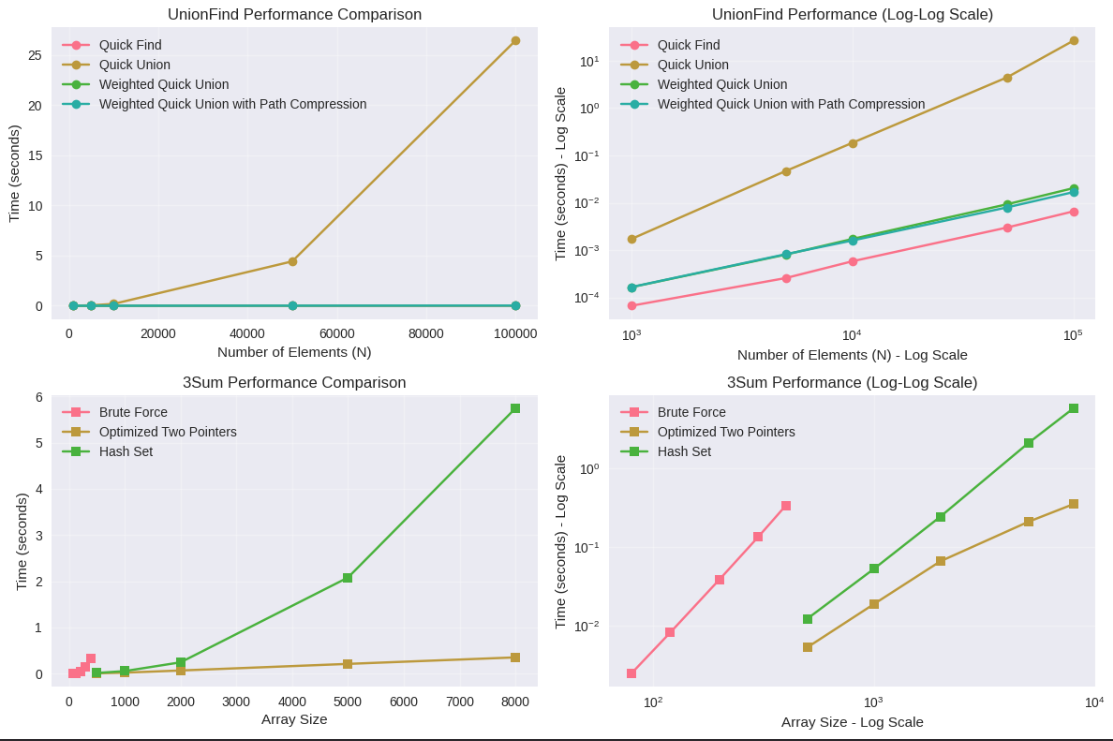 UnionFind Performance Comparison
Quick Find
Quick Union
Weighted Quick Union
Weighted Quick Union with Path Compression
Time (seconds)
25
20
15
10
5
0
0 20000 40000 60000 80000 100000
Number of Elements (N)
UnionFind Performance (Log-Log Scale)
Quick Find
Quick Union
Weighted Quick Union
Weighted Quick Union with Path Compression
Time (seconds) - Log Scale
10¹
10⁰
10⁻¹
10⁻²
10⁻³
10⁻⁴
10³ 10⁴ 10⁵
Number of Elements (N) - Log Scale
3Sum Performance Comparison
Brute Force
Optimized Two Pointers
Hash Set
Time (seconds)
6
5
4
3
2
1
0
0 1000 2000 3000 4000 5000 6000 7000 8000
Array Size
3Sum Performance (Log-Log Scale)
Brute Force
Optimized Two Pointers
Hash Set
Time (seconds) - Log Scale
10⁰
10⁻¹
10⁻²
10² 10³ 10⁴
Array Size - Log Scale